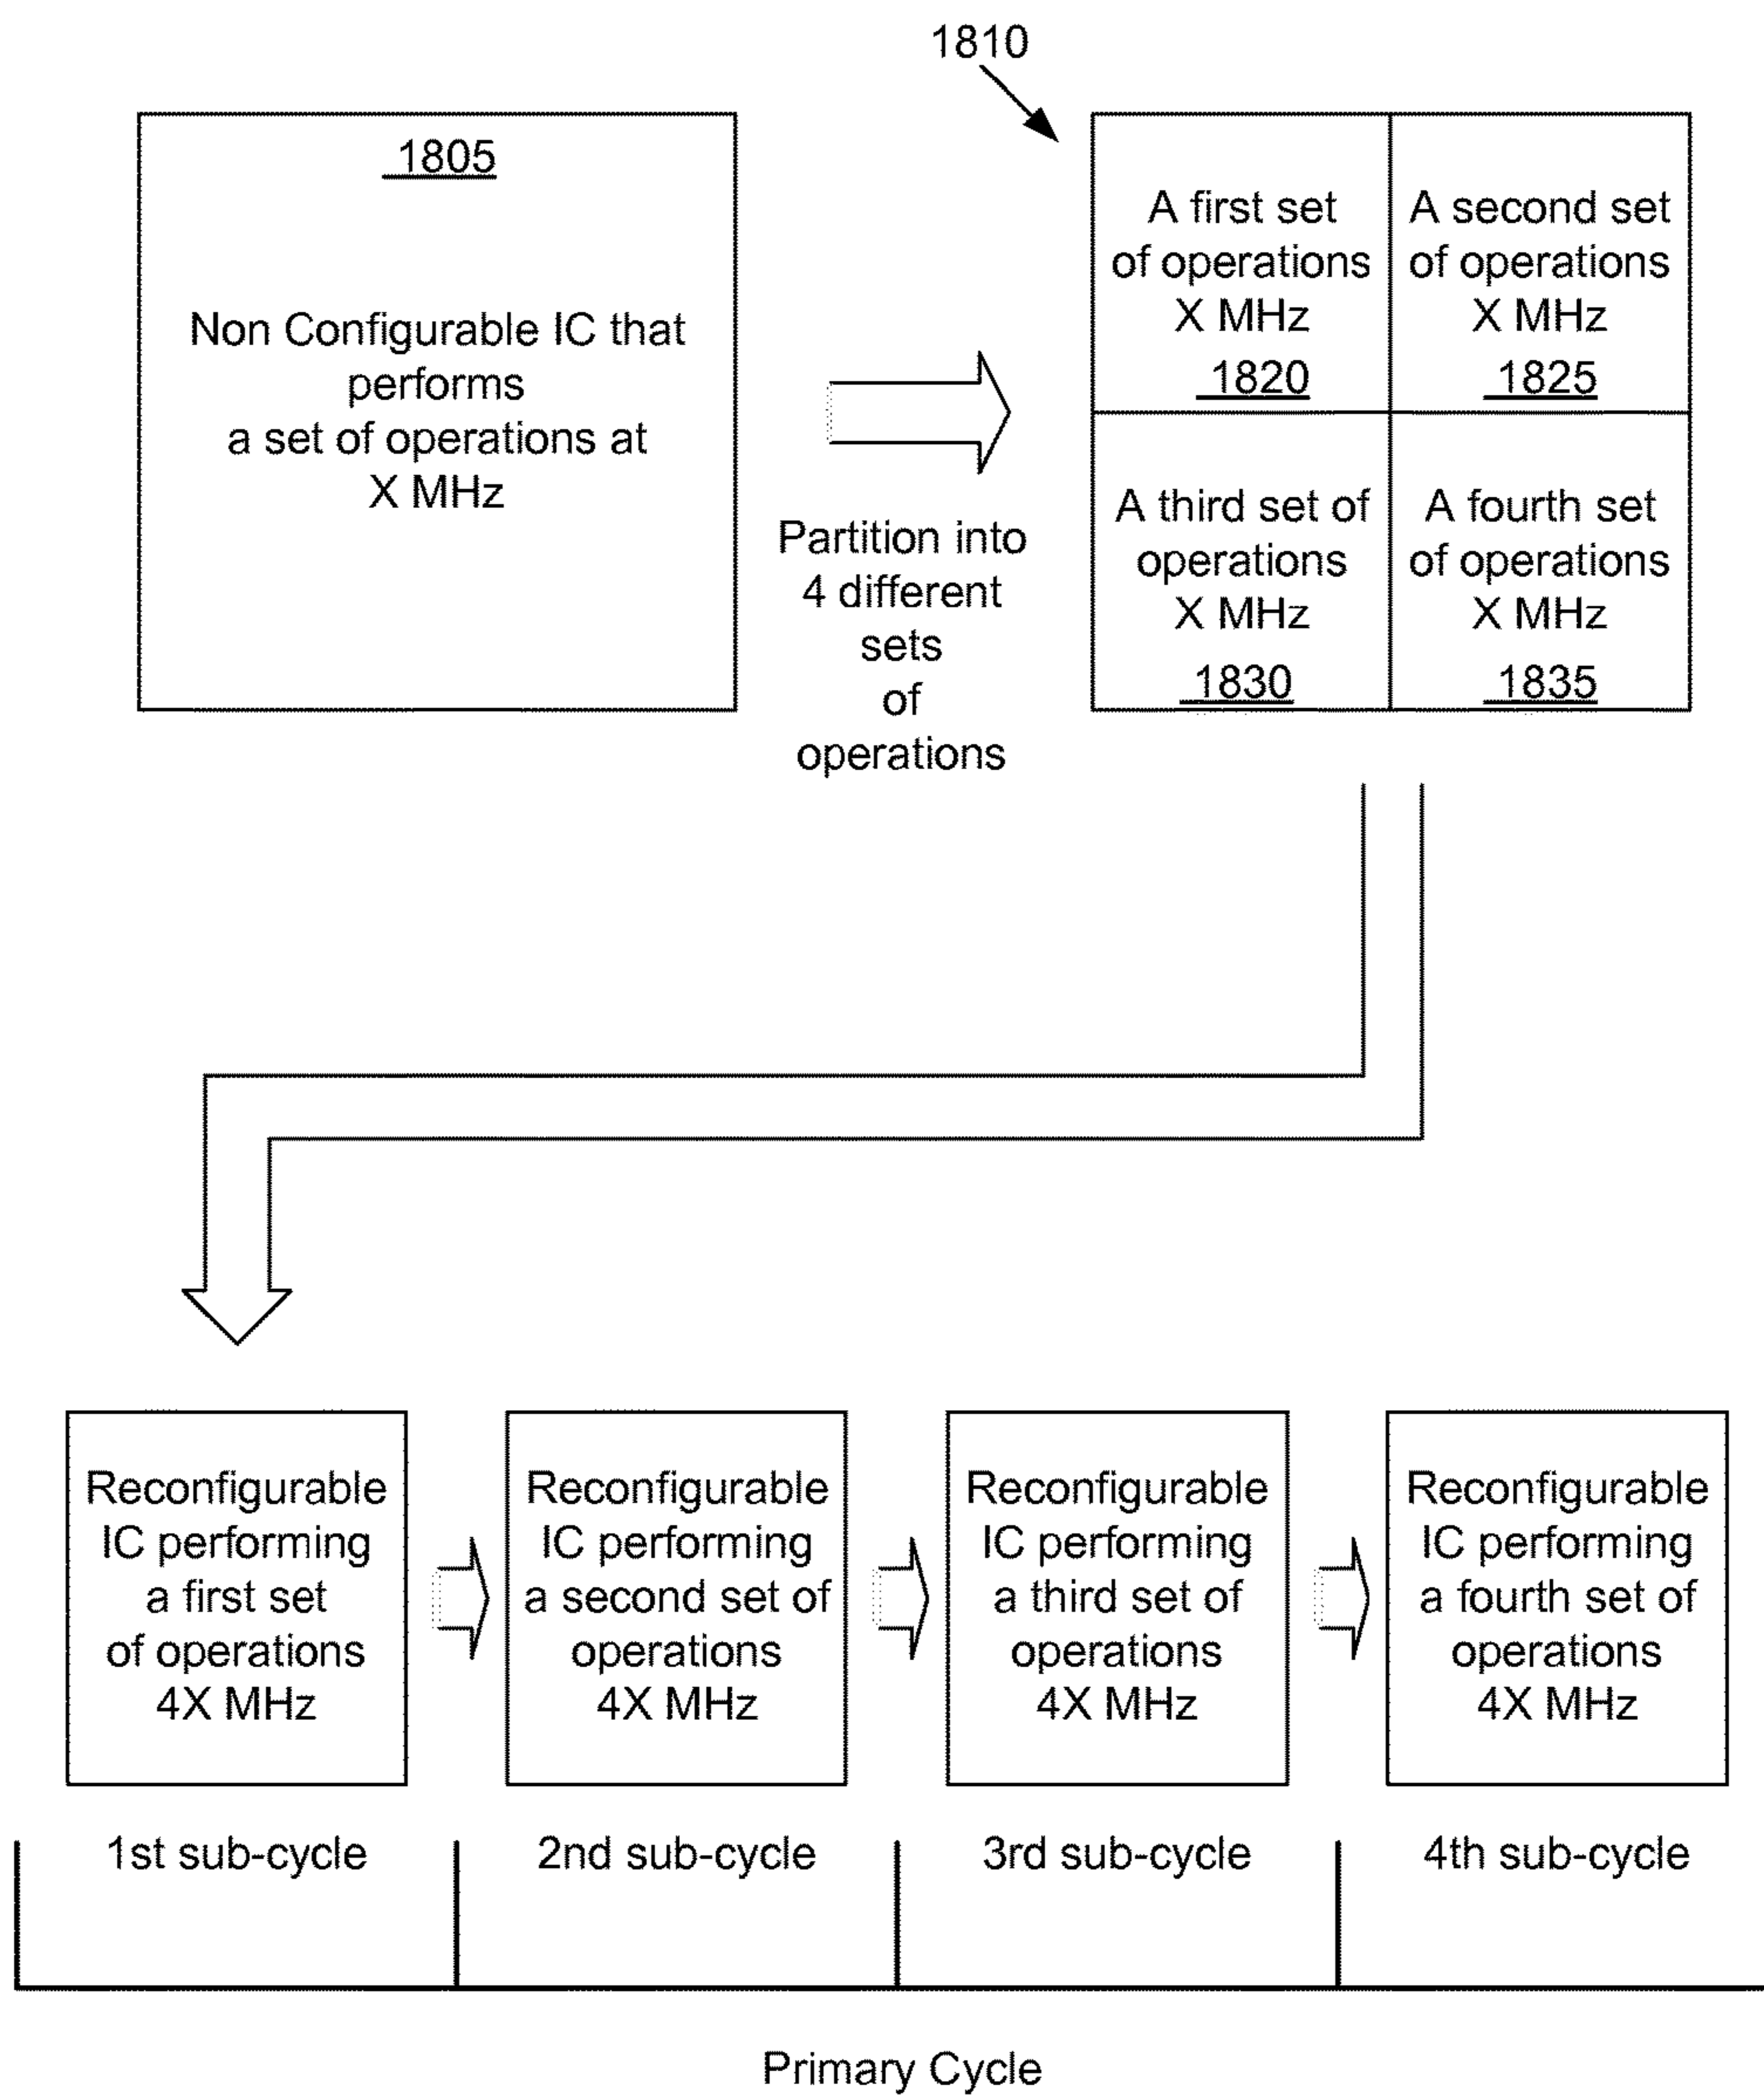 1810
1805
Non Configurable IC that
performs
a set of operations at
X MHz
Partition into
4 different
sets
of
operations
A first set
of operations
X MHz
1820
A second set
of operations
X MHz
1825
A third set of
operations
X MHz
1830
A fourth set
of operations
X MHz
1835
Reconfigurable
IC performing
a first set
of operations
4X MHz
Reconfigurable
IC performing
a second set of
operations
4X MHz
Reconfigurable
IC performing
a third set of
operations
4X MHz
Reconfigurable
IC performing
a fourth set of
operations
4X MHz
1st sub-cycle
2nd sub-cycle
3rd sub-cycle
4th sub-cycle
Primary Cycle